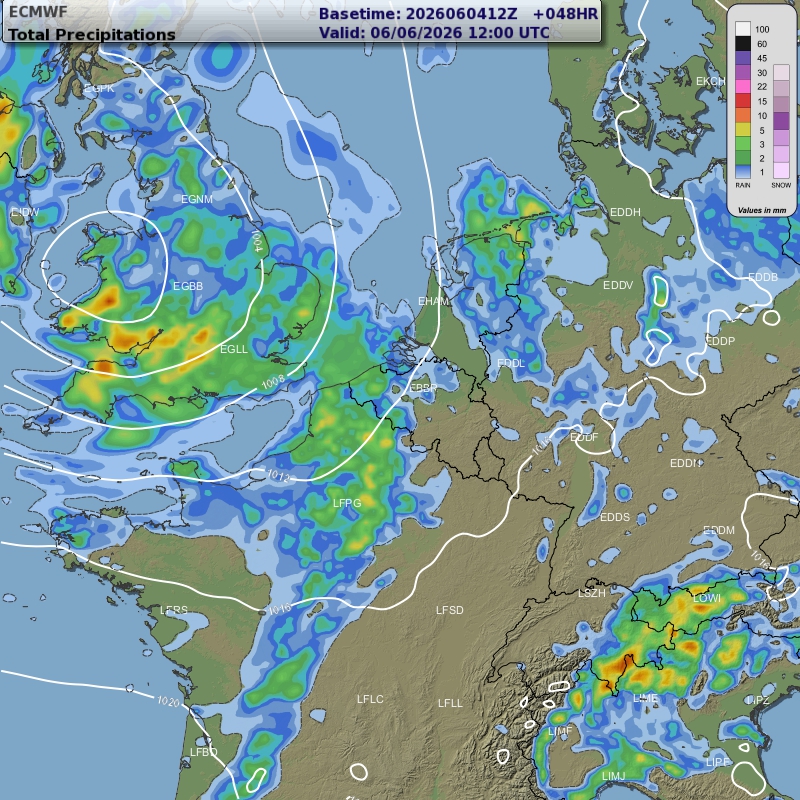 ECMWF
Basetime: 2026060412Z +048HR
Total Precipitations
Valid: 06/06/2026 12:00 UTC
100
60
45
30
22
15
10
5
3
2
1
RAIN SNOW
Values in mm
EGPK
EKCH
EGNM
EIDW
EDDH
1004
EGBB
EDDV
EDDB
EHAM
EDDP
EGLL
EDDL
1008
EBBR
EDDF
1012
EDDN
LFPG
EDDS
EDDM
1016
LSZH
LOWI
1016
LFRS
LFSD
1020
LFLC
LFLL
LIME
LIPZ
LIMF
LFBD
LIPE
LIMJ